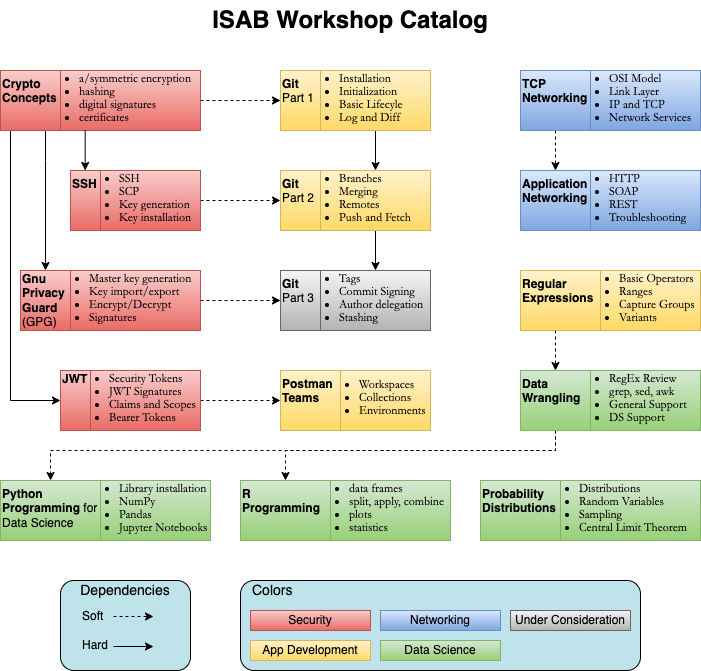 ISAB Workshop Catalog
Crypto
Concepts
• a/symmetric encryption
• hashing
• digital signatures
• certificates
Git
Part 1
• Installation
• Initialization
• Basic Lifecyle
• Log and Diff
TCP
Networking
• OSI Model
• Link Layer
• IP and TCP
• Network Services
SSH
• SSH
• SCP
• Key generation
• Key installation
Git
Part 2
• Branches
• Merging
• Remotes
• Push and Fetch
Application
Networking
• HTTP
• SOAP
• REST
• Troubleshooting
Gnu
Privacy
Guard
(GPG)
• Master key generation
• Key import/export
• Encrypt/Decrypt
• Signatures
Git
Part 3
• Tags
• Commit Signing
• Author delegation
• Stashing
Regular
Expressions
• Basic Operators
• Ranges
• Capture Groups
• Variants
JWT
• Security Tokens
• JWT Signatures
• Claims and Scopes
• Bearer Tokens
Postman
Teams
• Workspaces
• Collections
• Environments
Data
Wrangling
• RegEx Review
• grep, sed, awk
• General Support
• DS Support
Python
Programming for
Data Science
• Library installation
• NumPy
• Pandas
• Jupyter Notebooks
R
Programming
• data frames
• split, apply, combine
• plots
• statistics
Probability
Distributions
• Distributions
• Random Variables
• Sampling
• Central Limit Theorem
Dependencies
Soft
Hard
Colors
Security
Networking
Under Consideration
App Development
Data Science